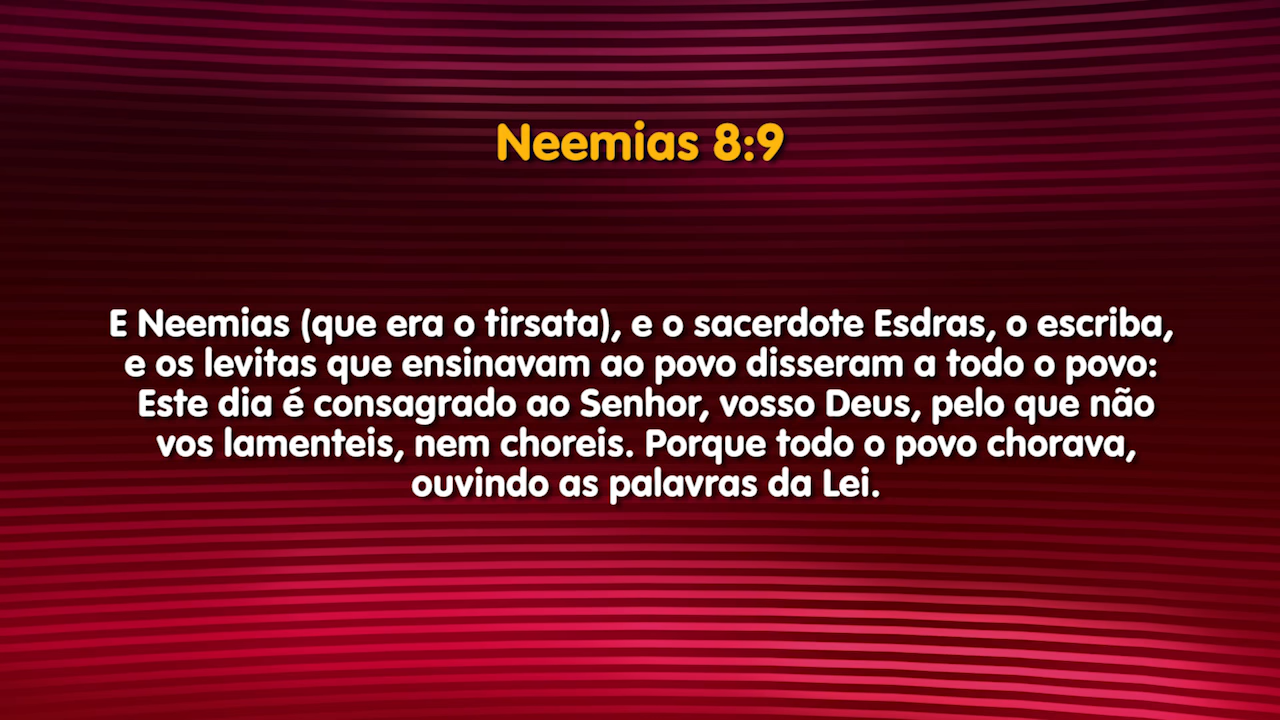 Neemias 8:9
E Neemias (que era o tirsata), e o sacerdote Esdras, o escriba,
e os levitas que ensinavam ao povo disseram a todo o povo:
Este dia é consagrado ao Senhor, vosso Deus, pelo que não
vos lamenteis, nem choreis. Porque todo o povo chorava,
ouvindo as palavras da Lei.